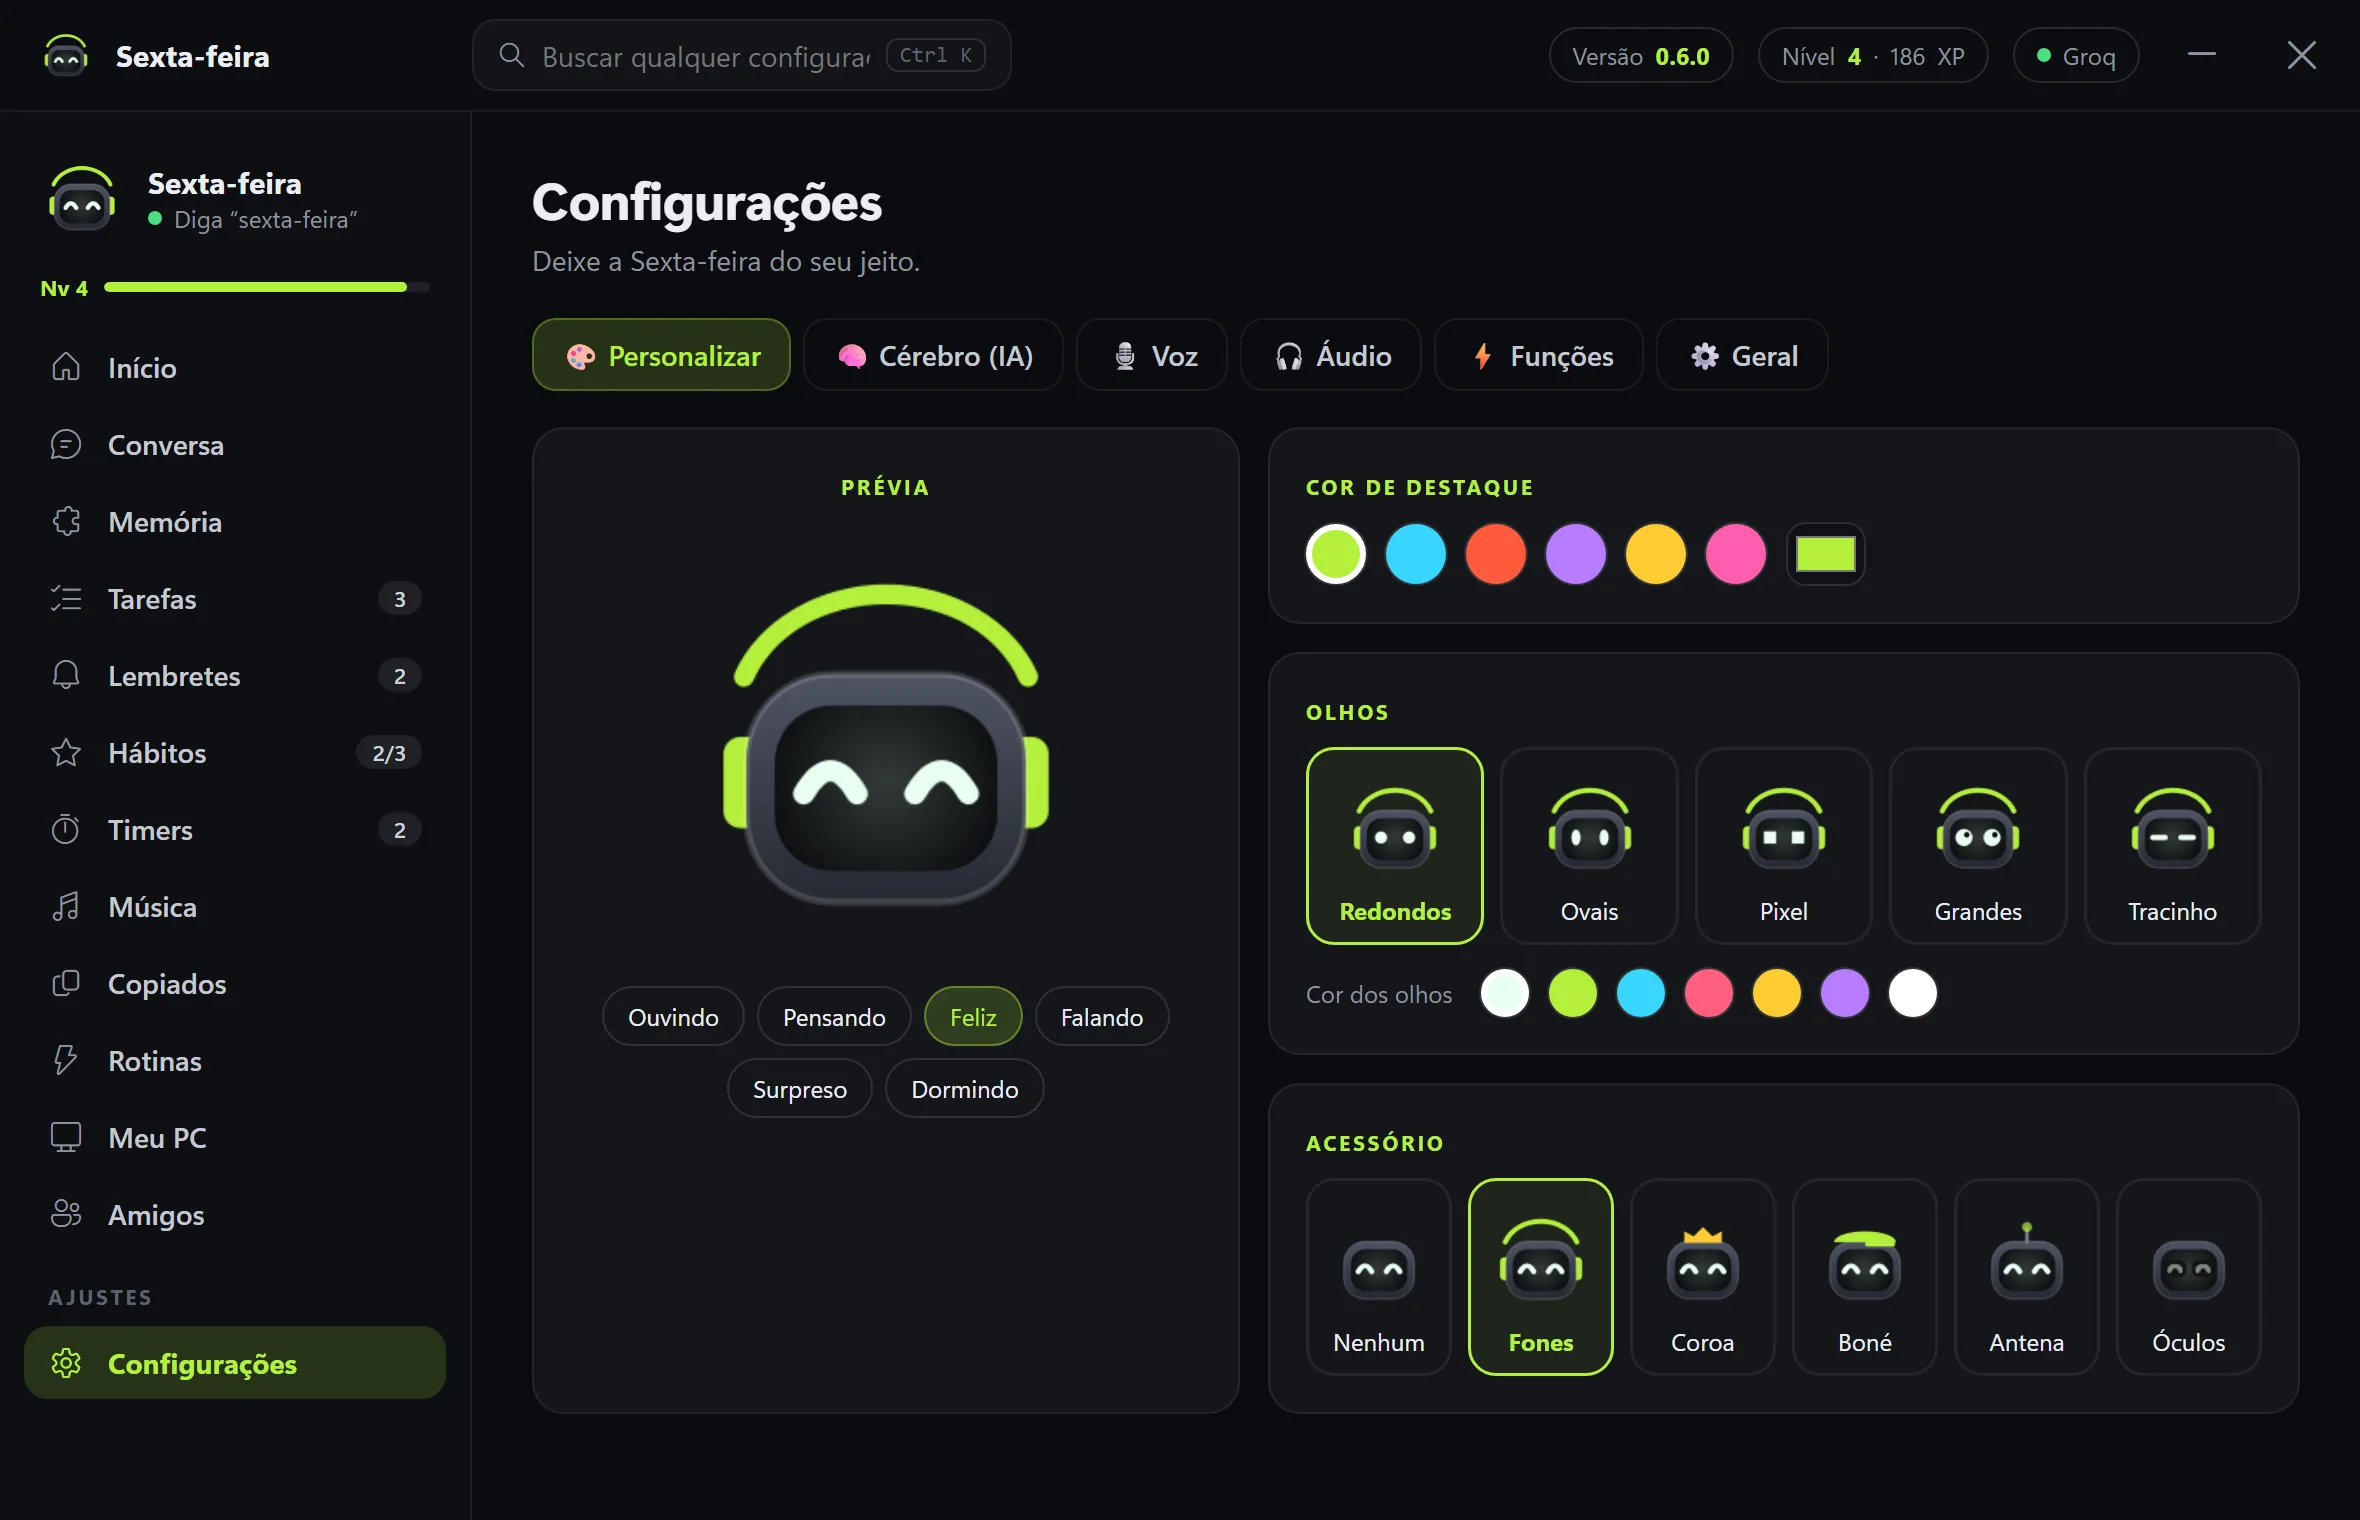 Sexta-feira
Buscar qualquer configura
Ctrl K
Versão 0.6.0
Nível 4 · 186 XP
Groq
Sexta-feira
Diga “sexta-feira”
Nv 4
Início
Conversa
Memória
Tarefas 3
Lembretes 2
Hábitos 2/3
Timers 2
Música
Copiados
Rotinas
Meu PC
Amigos
AJUSTES
Configurações
Configurações
Deixe a Sexta-feira do seu jeito.
Personalizar
Cérebro (IA)
Voz
Áudio
Funções
Geral
PRÉVIA
Ouvindo
Pensando
Feliz
Falando
Surpreso
Dormindo
COR DE DESTAQUE
OLHOS
Redondos
Ovais
Pixel
Grandes
Tracinho
Cor dos olhos
ACESSÓRIO
Nenhum
Fones
Coroa
Boné
Antena
Óculos